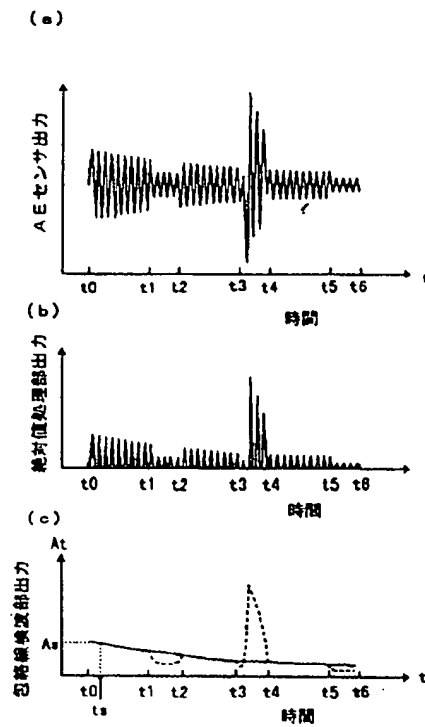 (a)
AEセンサ出力
t0 t1 t2 t3 t4 t5 t6
t
時間
(b)
絶対値処理部出力
t0 t1 t2 t3 t4 t5 t6
時間
(c)
At
包絡線検波部出力
As
t0 t1 t2 t3 t4 t5 t6
t
ts
時間